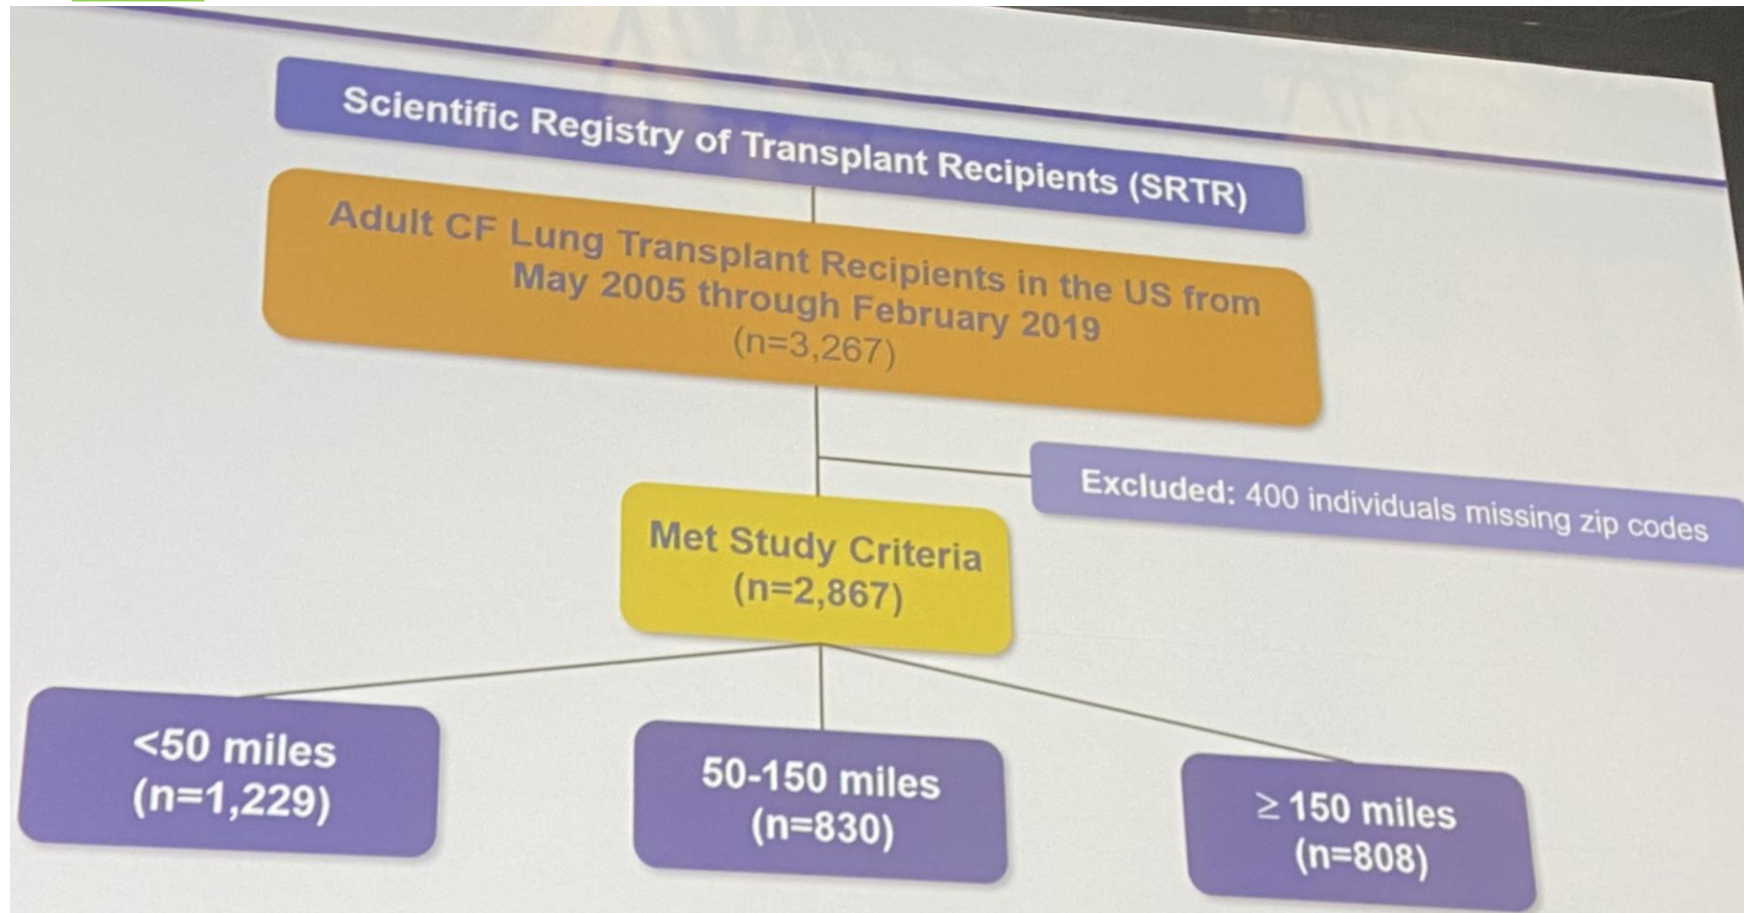 Scientific Registry of Transplant Recipients (SRTR)
Adult CF Lung Transplant Recipients in the US from
May 2005 through February 2019
(n=3,267)
Excluded: 400 individuals missing zip codes
Met Study Criteria
(n=2,867)
<50 miles
(n=1,229)
50-150 miles
(n=830)
≥ 150 miles
(n=808)